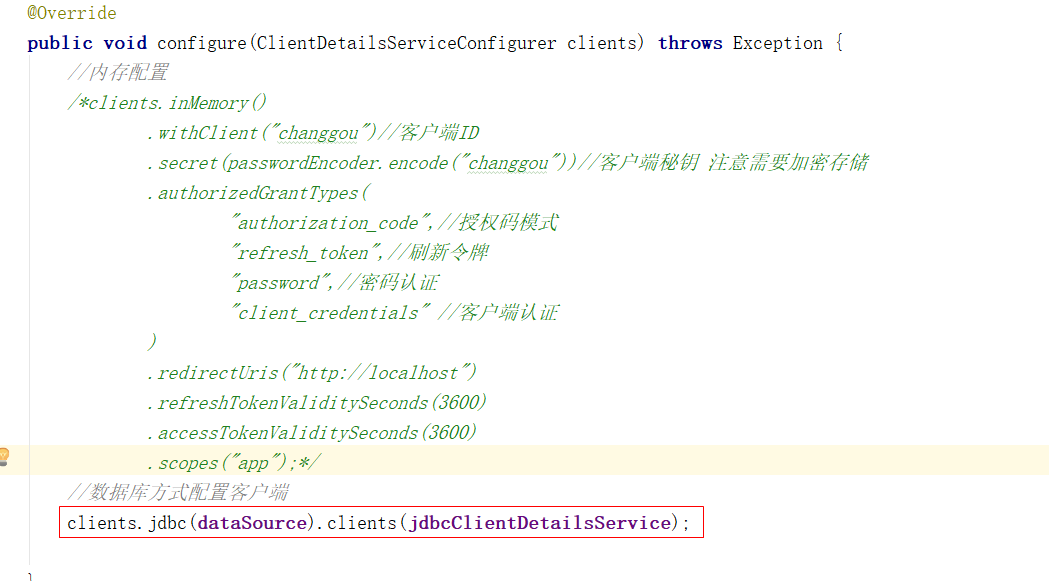 @Override
public void configure(ClientDetailsServiceConfigurer clients) throws Exception {
//内存配置
/*clients.inMemory()
.withClient("changgou")//客户端ID
.secret(passwordEncoder.encode("changgou"))//客户端秘钥 注意需要加密存储
.authorizedGrantTypes(
"authorization_code",//授权码模式
"refresh_token",//刷新令牌
"password",//密码认证
"client_credentials" //客户端认证
)
.redirectUris("http://localhost")
.refreshTokenValiditySeconds(3600)
.accessTokenValiditySeconds(3600)
.scopes("app");*/
//数据库方式配置客户端
clients.jdbc(dataSource).clients(jdbcClientDetailsService);